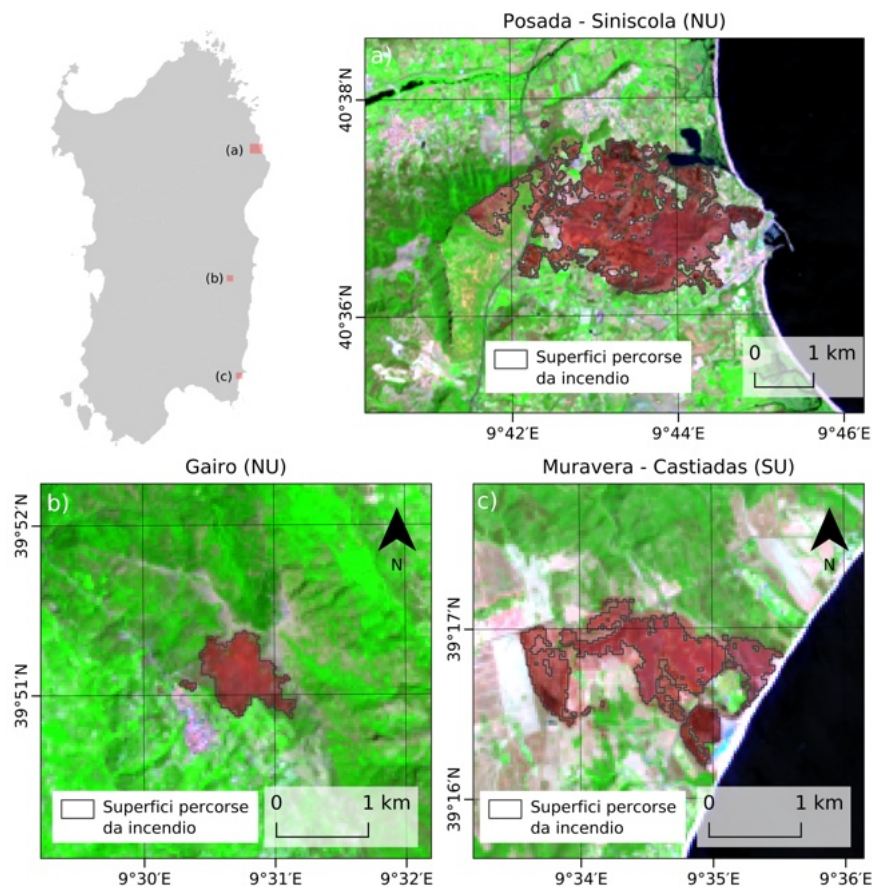 Posada - Siniscola (NU)
a)
40°38'N
40°36'N
Superfici percorse
da incendio
0 1 km
9°42′E 9°44′E 9°46′E
(a)
(b)
(c)
Gairo (NU)
b)
N
39°52'N
39°51'N
Superfici percorse
da incendio
0 1 km
9°30′E 9°31′E 9°32′E
Muravera - Castiadas (SU)
c)
N
39°17'N
39°16'N
Superfici percorse
da incendio
0 1 km
9°34′E 9°35′E 9°36′E